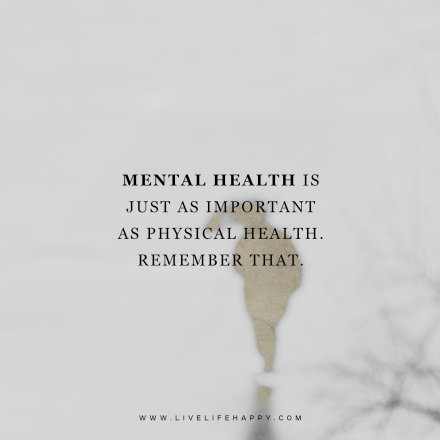 MENTAL HEALTH IS
JUST AS IMPORTANT
AS PHYSICAL HEALTH.
REMEMBER THAT.
WWW.LIVELIFEHAPPY.COM